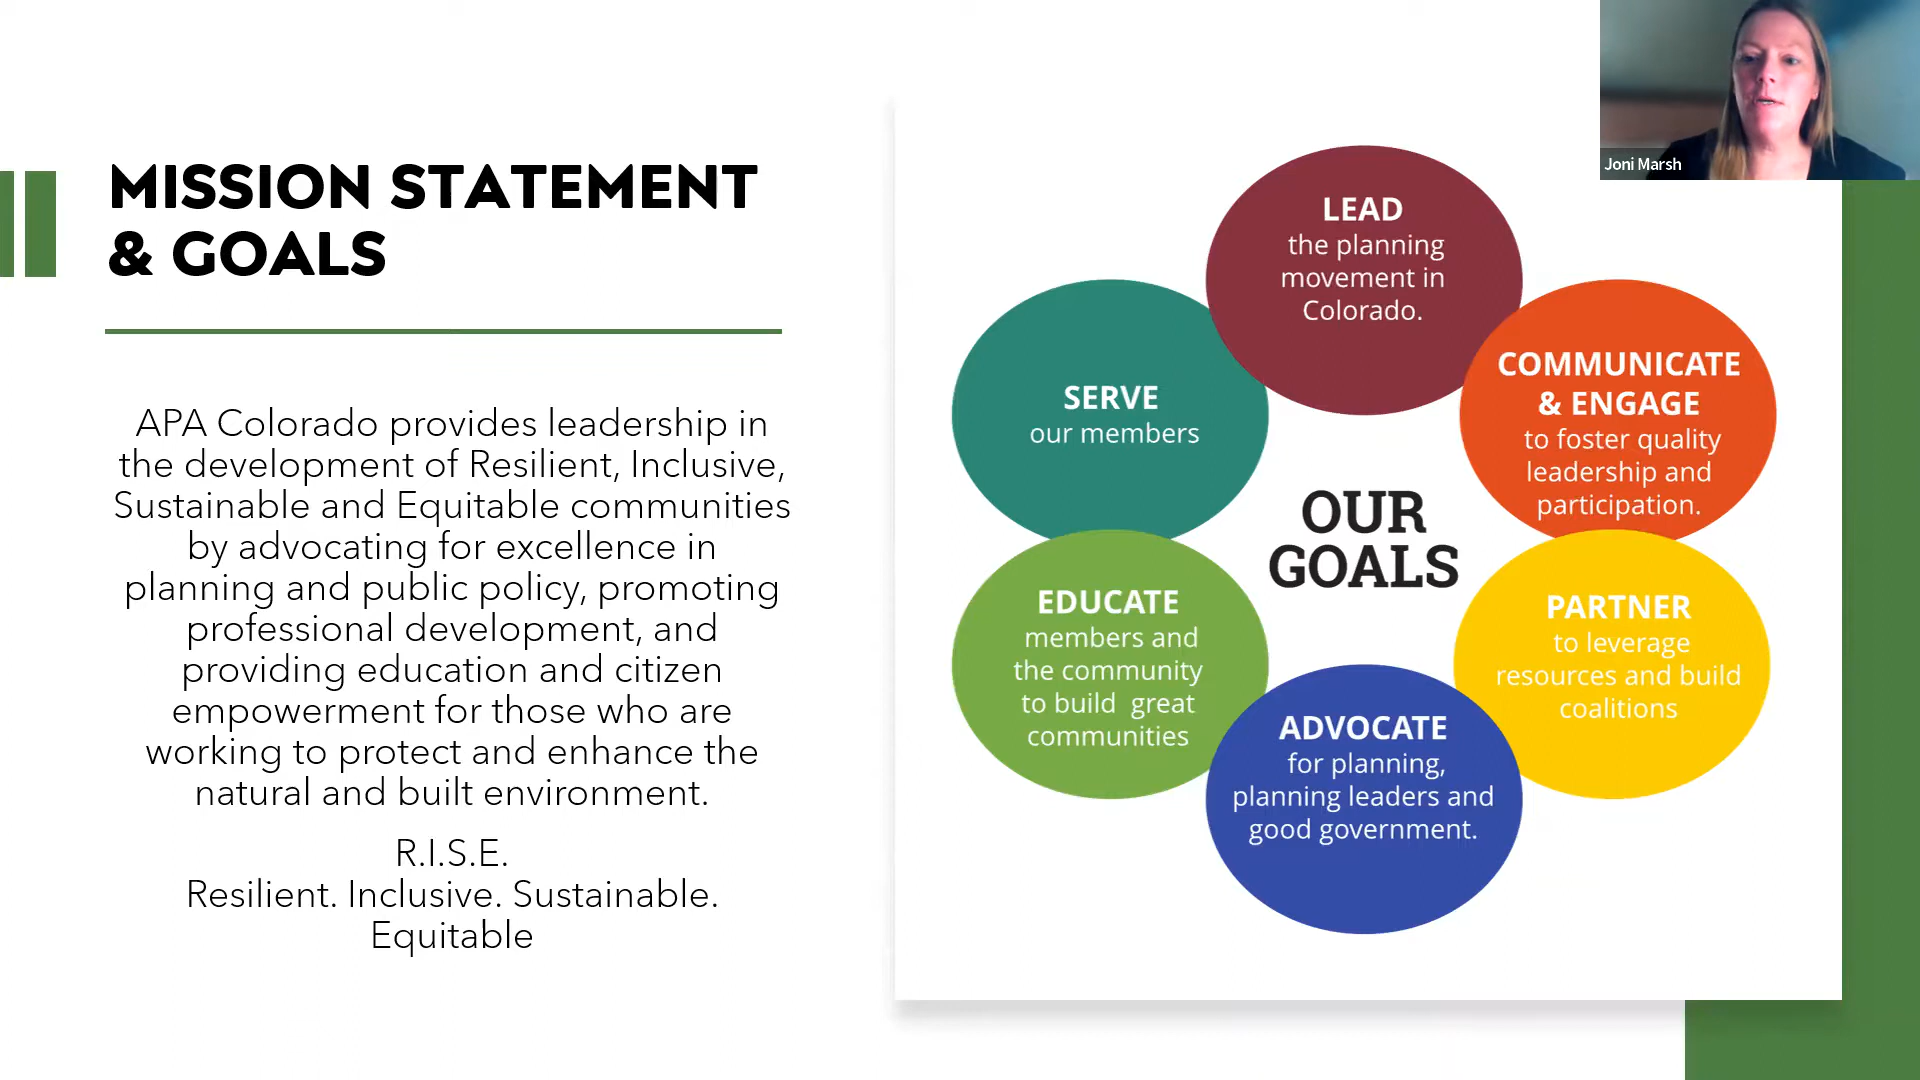 MISSION STATEMENT
& GOALS
APA Colorado provides leadership in
the development of Resilient, Inclusive,
Sustainable and Equitable communities
by advocating for excellence in
planning and public policy, promoting
professional development, and
providing education and citizen
empowerment for those who are
working to protect and enhance the
natural and built environment.
R.I.S.E.
Resilient. Inclusive. Sustainable.
Equitable
LEAD
the planning
movement in
Colorado.
COMMUNICATE
& ENGAGE
to foster quality
leadership and
participation.
PARTNER
to leverage
resources and build
coalitions
ADVOCATE
for planning,
planning leaders and
good government.
EDUCATE
members and
the community
to build  great
communities
SERVE
our members
OUR
GOALS
Joni Marsh